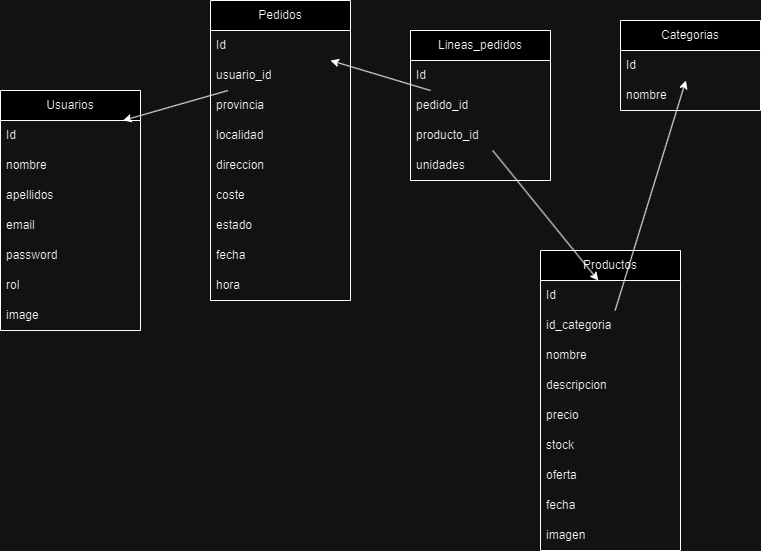 Usuarios
Id
nombre
apellidos
email
password
rol
image
Pedidos
Id
usuario_id
provincia
localidad
direccion
coste
estado
fecha
hora
Lineas_pedidos
Id
pedido_id
producto_id
unidades
Categorias
Id
nombre
Productos
Id
id_categoria
nombre
descripcion
precio
stock
oferta
fecha
imagen